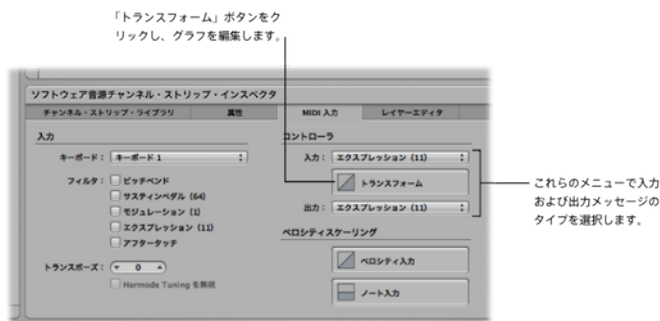 「トランスフォーム」ボタンをク
リックし、グラフを編集します。
ソフトウェア音源チャンネル・ストリップ・インスペクタ
チャンネル・ストリップ・ライブラリ
属性
MIDI 入力
レイヤーエディタ
入力
キーボード： キーボード 1
フィルタ： ピッチベンド
サスティンペダル (64)
モジュレーション (1)
エクスプレッション (11)
アフタータッチ
トランスポーズ： 0
Hermode Tuning を無視
コントローラ
入力： エクスプレッション (11)
トランスフォーム
出力： エクスプレッション (11)
ベロシティスケーリング
ベロシティ入力
ノート入力
これらのメニューで入力
および出力メッセージの
タイプを選択します。